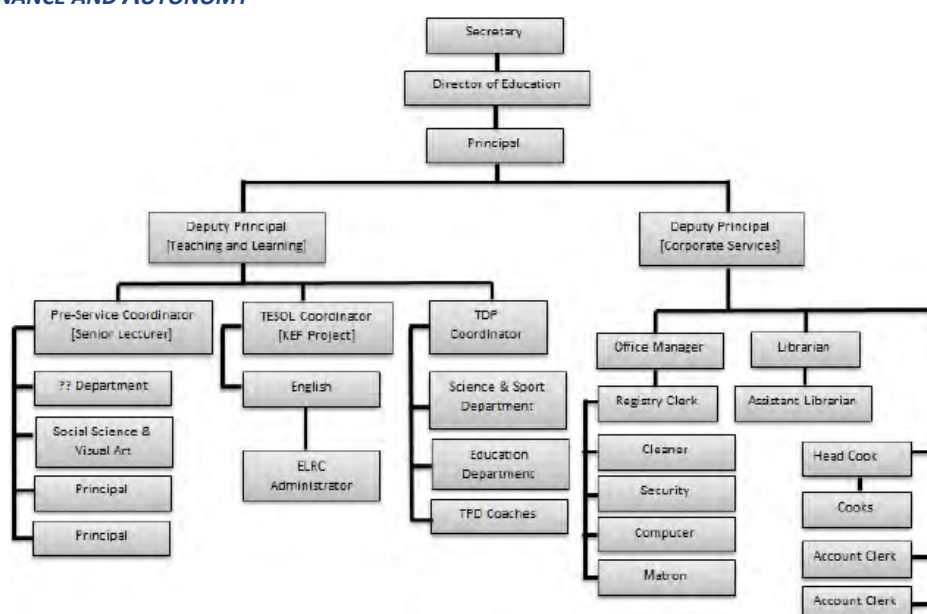 NANCE AND AUTONOMY
Secretary
Director of Education
Principal
Deputy Principal
[Teaching and Learning]
Deputy Principal
[Corporate Services]
Pre-Service Coordinator
[Senior Lecturer]
TESOL Coordinator
[KEF Project]
TDP
Coordinator
Office Manager
Librarian
?? Department
English
Science & Sport
Department
Registry Clerk
Assistant Librarian
Social Science &
Visual Art
ELRC
Administrator
Education
Department
Cleaner
Head Cook
Principal
Security
Cooks
Principal
TPD Coaches
Computer
Account Clerk
Matron
Account Clerk